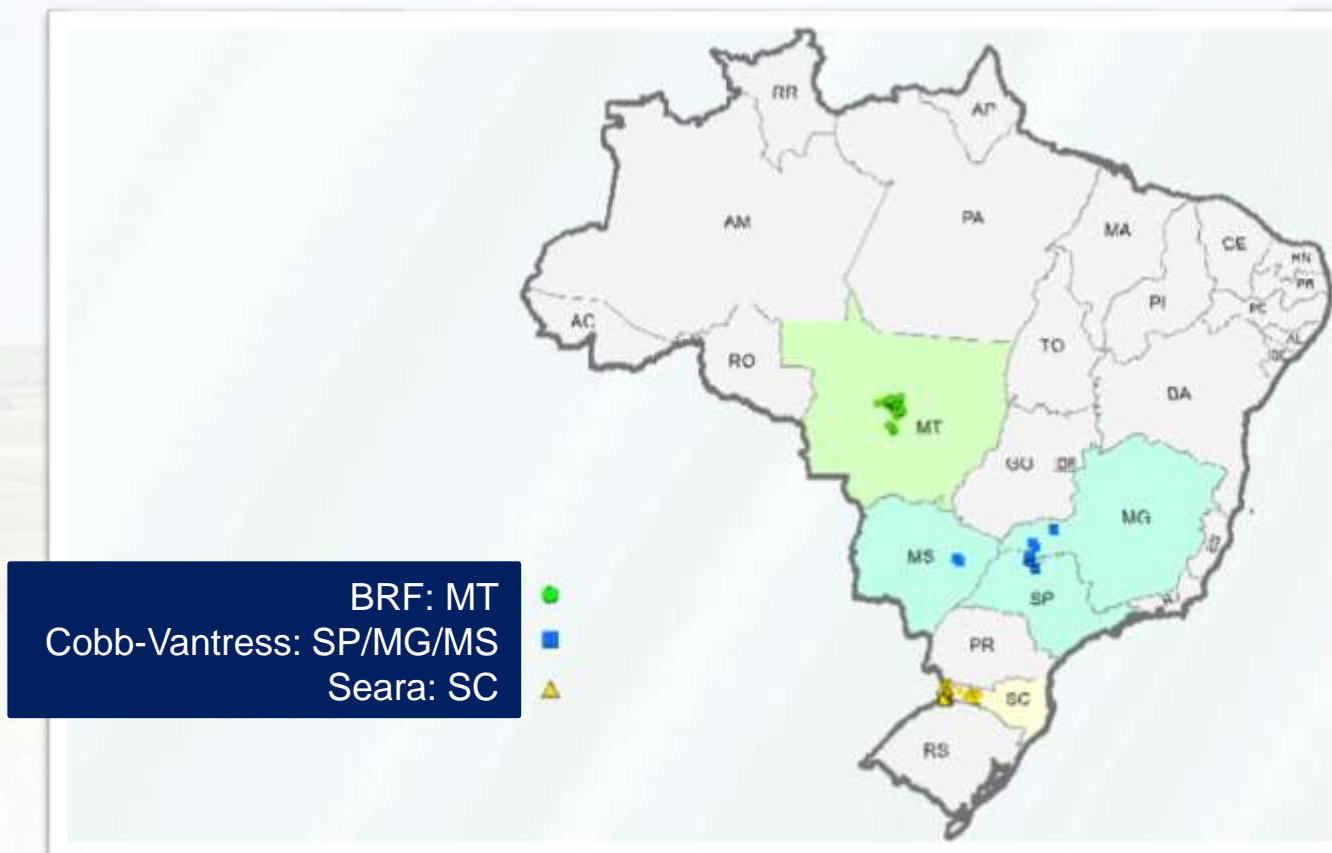 RR
AP
AM
PA
MA
CE
RN
PB
PI
PE
AC
AL
SE
TO
RO
BA
MT
GO
DF
MG
MS
ES
SP
RJ
BRF: MT
Cobb-Vantress: SP/MG/MS
Seara: SC
PR
SC
RS